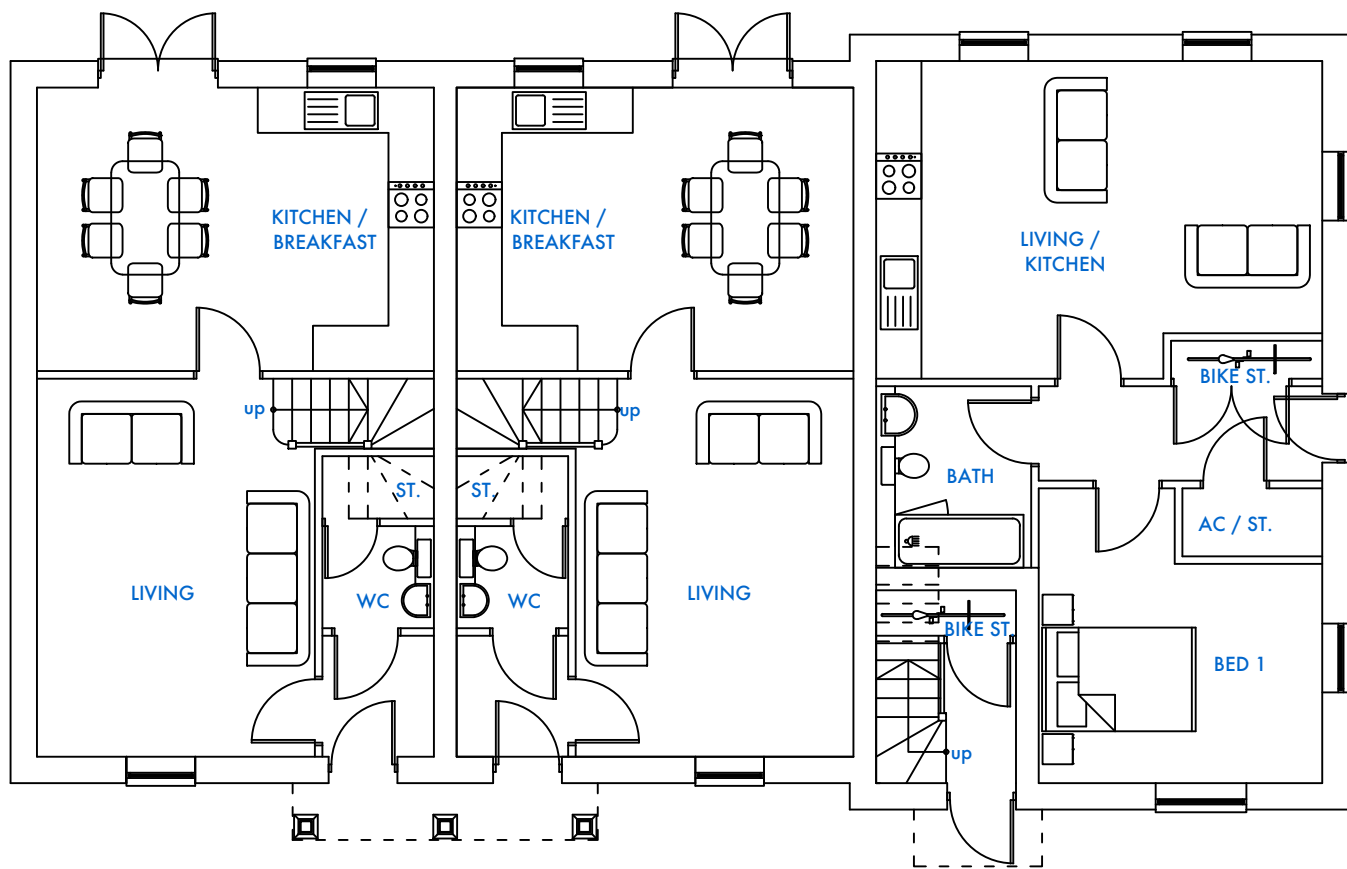 KITCHEN /
BREAKFAST
KITCHEN /
BREAKFAST
LIVING /
KITCHEN
BIKE ST.
up
up
ST.
ST.
BATH
AC / ST.
LIVING
WC
WC
LIVING
BIKE ST.
BED 1
up